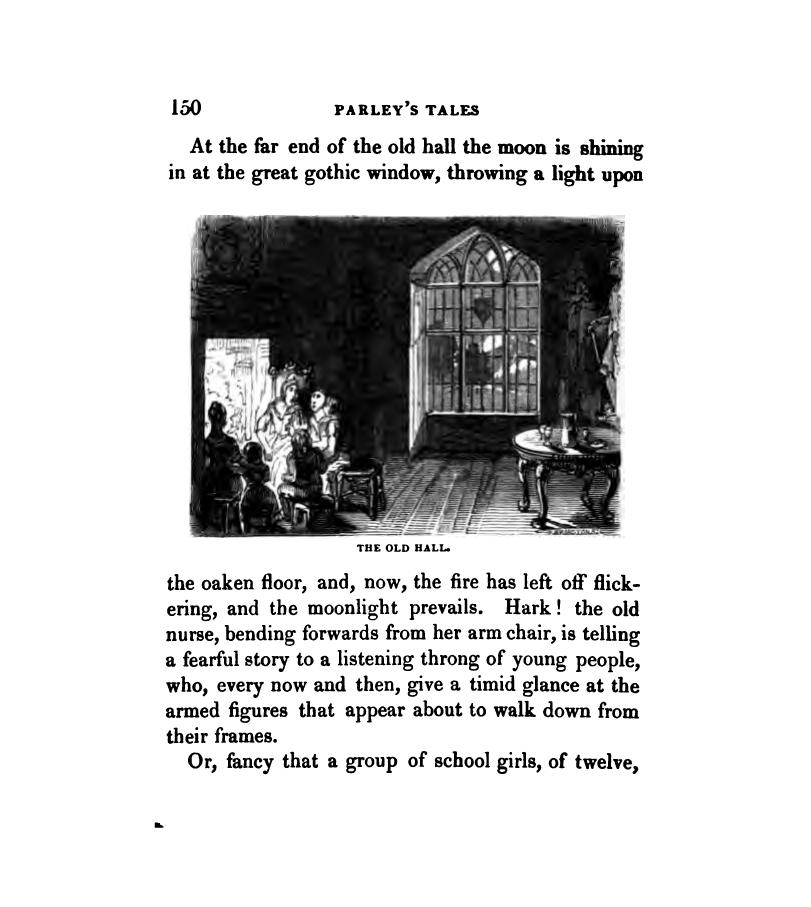 150
PARLEY'S TALES
At the far end of the old hall the moon is shining
in at the great gothic window, throwing a light upon
THE OLD HALL.
the oaken floor, and, now, the fire has left off flick-
ering, and the moonlight prevails. Hark! the old
nurse, bending forwards from her arm chair, is telling
a fearful story to a listening throng of young people,
who, every now and then, give a timid glance at the
armed figures that appear about to walk down from
their frames.
Or, fancy that a group of school girls, of twelve,